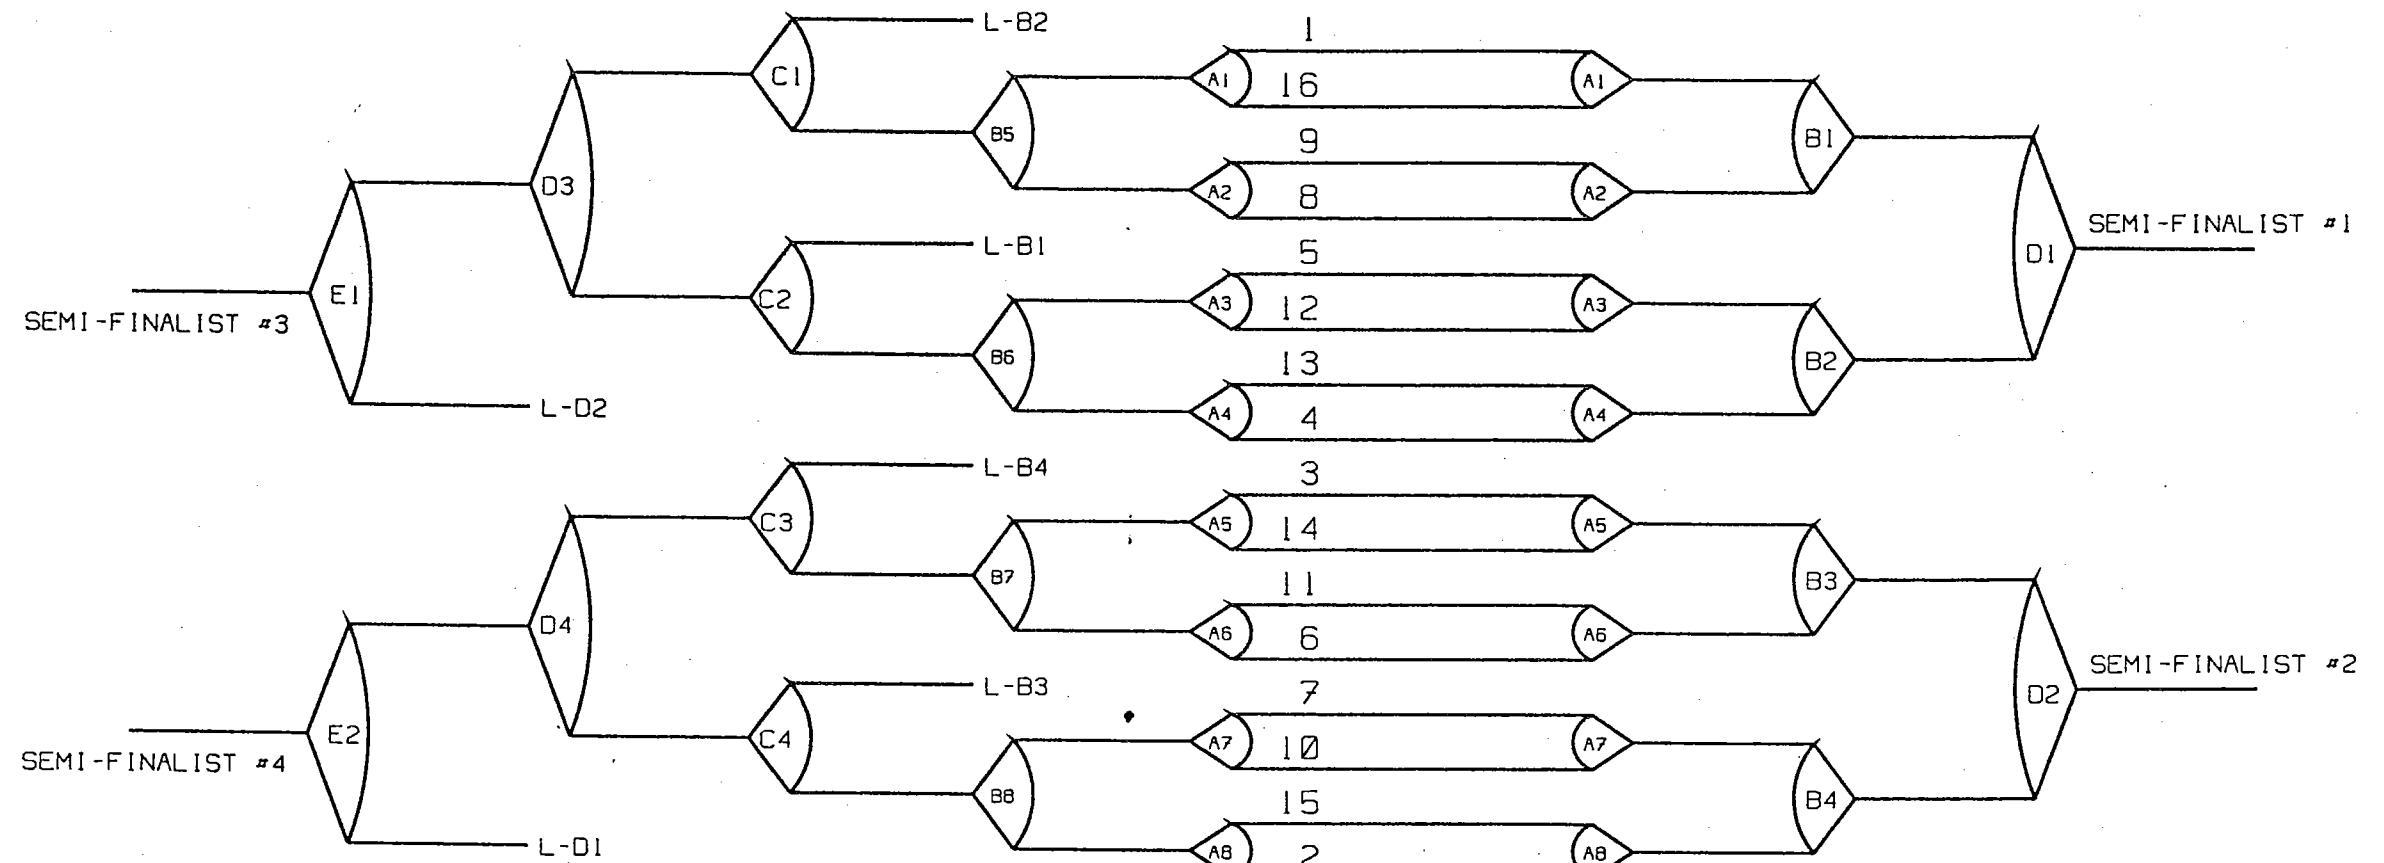 L-B2
1
C1
A1
16
A1
B5
B1
9
D3
A2
8
A2
L-B1
5
SEMI-FINALIST #1
D1
E1
C2
A3
12
A3
SEMI-FINALIST #3
B6
B2
13
L-D2
A4
4
A4
L-B4
3
C3
A5
14
A5
B7
B3
11
D4
A6
6
A6
L-B3
7
SEMI-FINALIST #2
D2
E2
C4
A7
10
A7
SEMI-FINALIST #4
B8
B4
15
L-D1
A8
2
A8